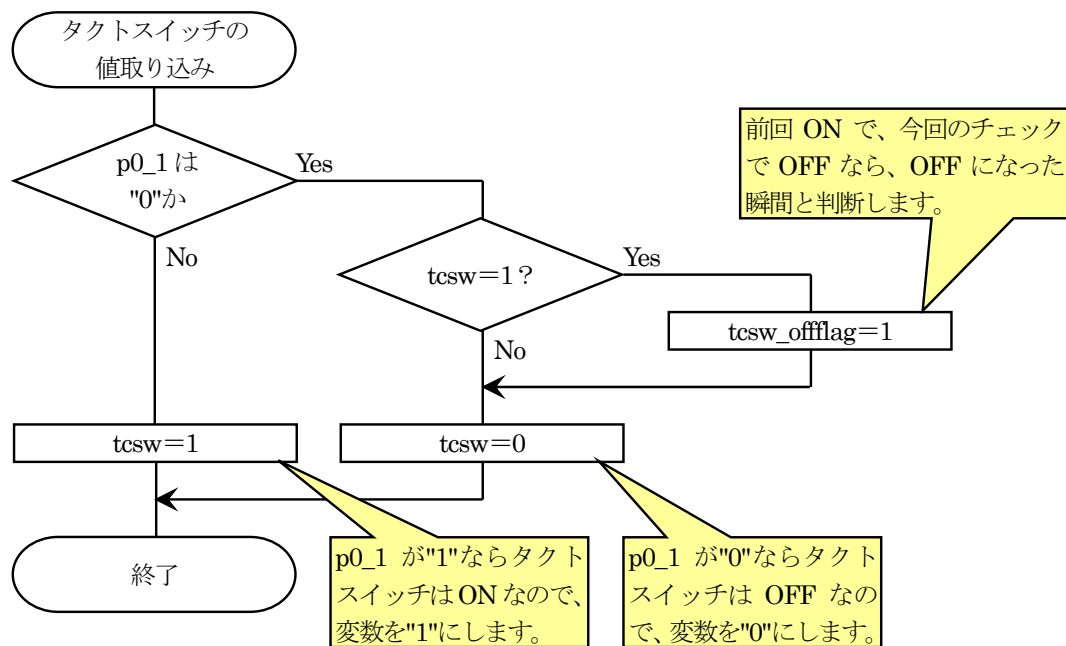 タクトスイッチの
値取り込み
p0_1は
"0"か
Yes
No
tcsw=1?
Yes
No
前回 ON で、今回のチェック
で OFF なら、OFF になった
瞬間と判断します。
tcsw_offflag=1
tcsw=1
tcsw=0
p0_1 が"1"ならタクト
スイッチは ON なので、
変数を"1"にします。
p0_1 が"0"ならタクト
スイッチは OFF なの
で、変数を"0"にします。
終了